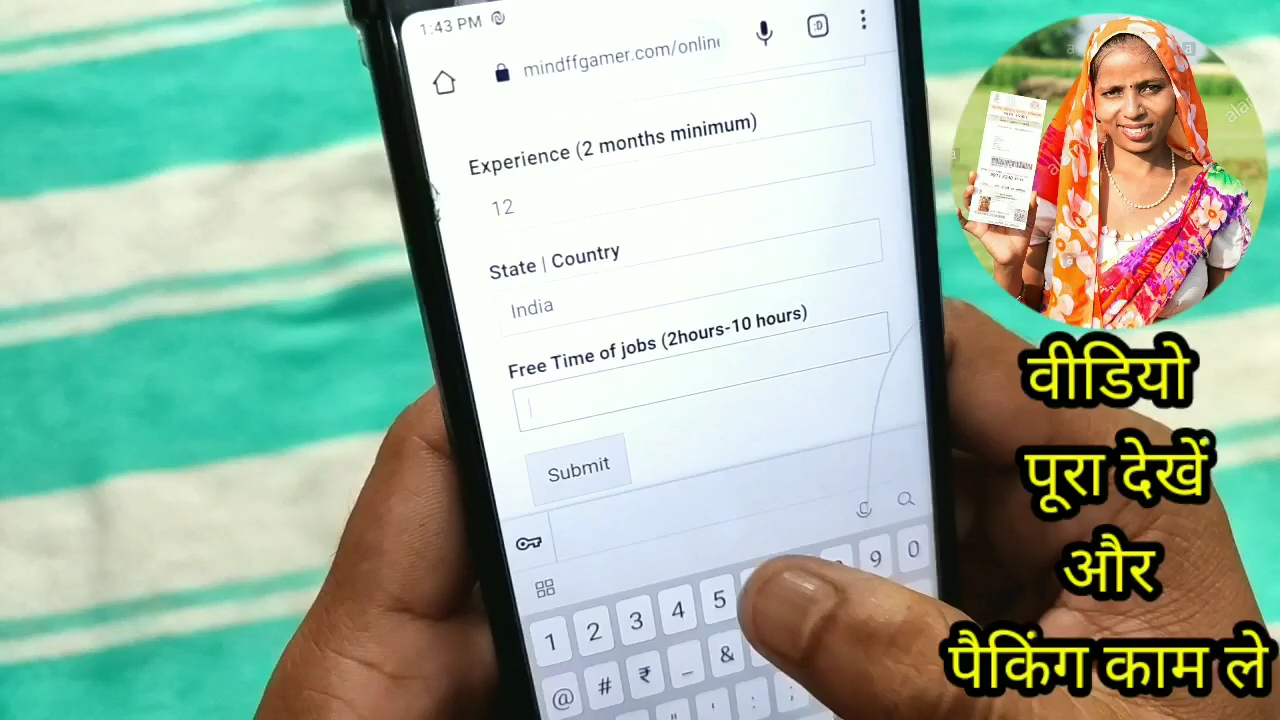 1:43 PM
mindffgamer.com/online
:D
Experience (2 months minimum)
12
State | Country
India
Free Time of jobs (2hours-10 hours)
Submit
1 2 3 4 5 9 0
@ # ₹ _ &
" ' : ;
वीडियो
पूरा देखें
और
पैकिंग काम ले